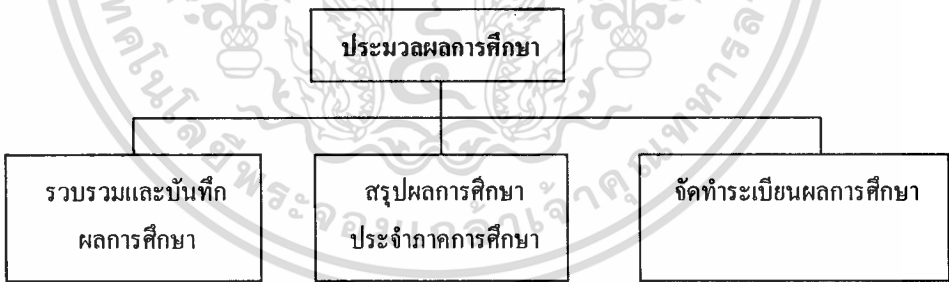 ประมวลผลการศึกษา
รวบรวมและบันทึก
ผลการศึกษา
สรุปผลการศึกษา
ประจำภาคการศึกษา
จัดทำระเบียนผลการศึกษา